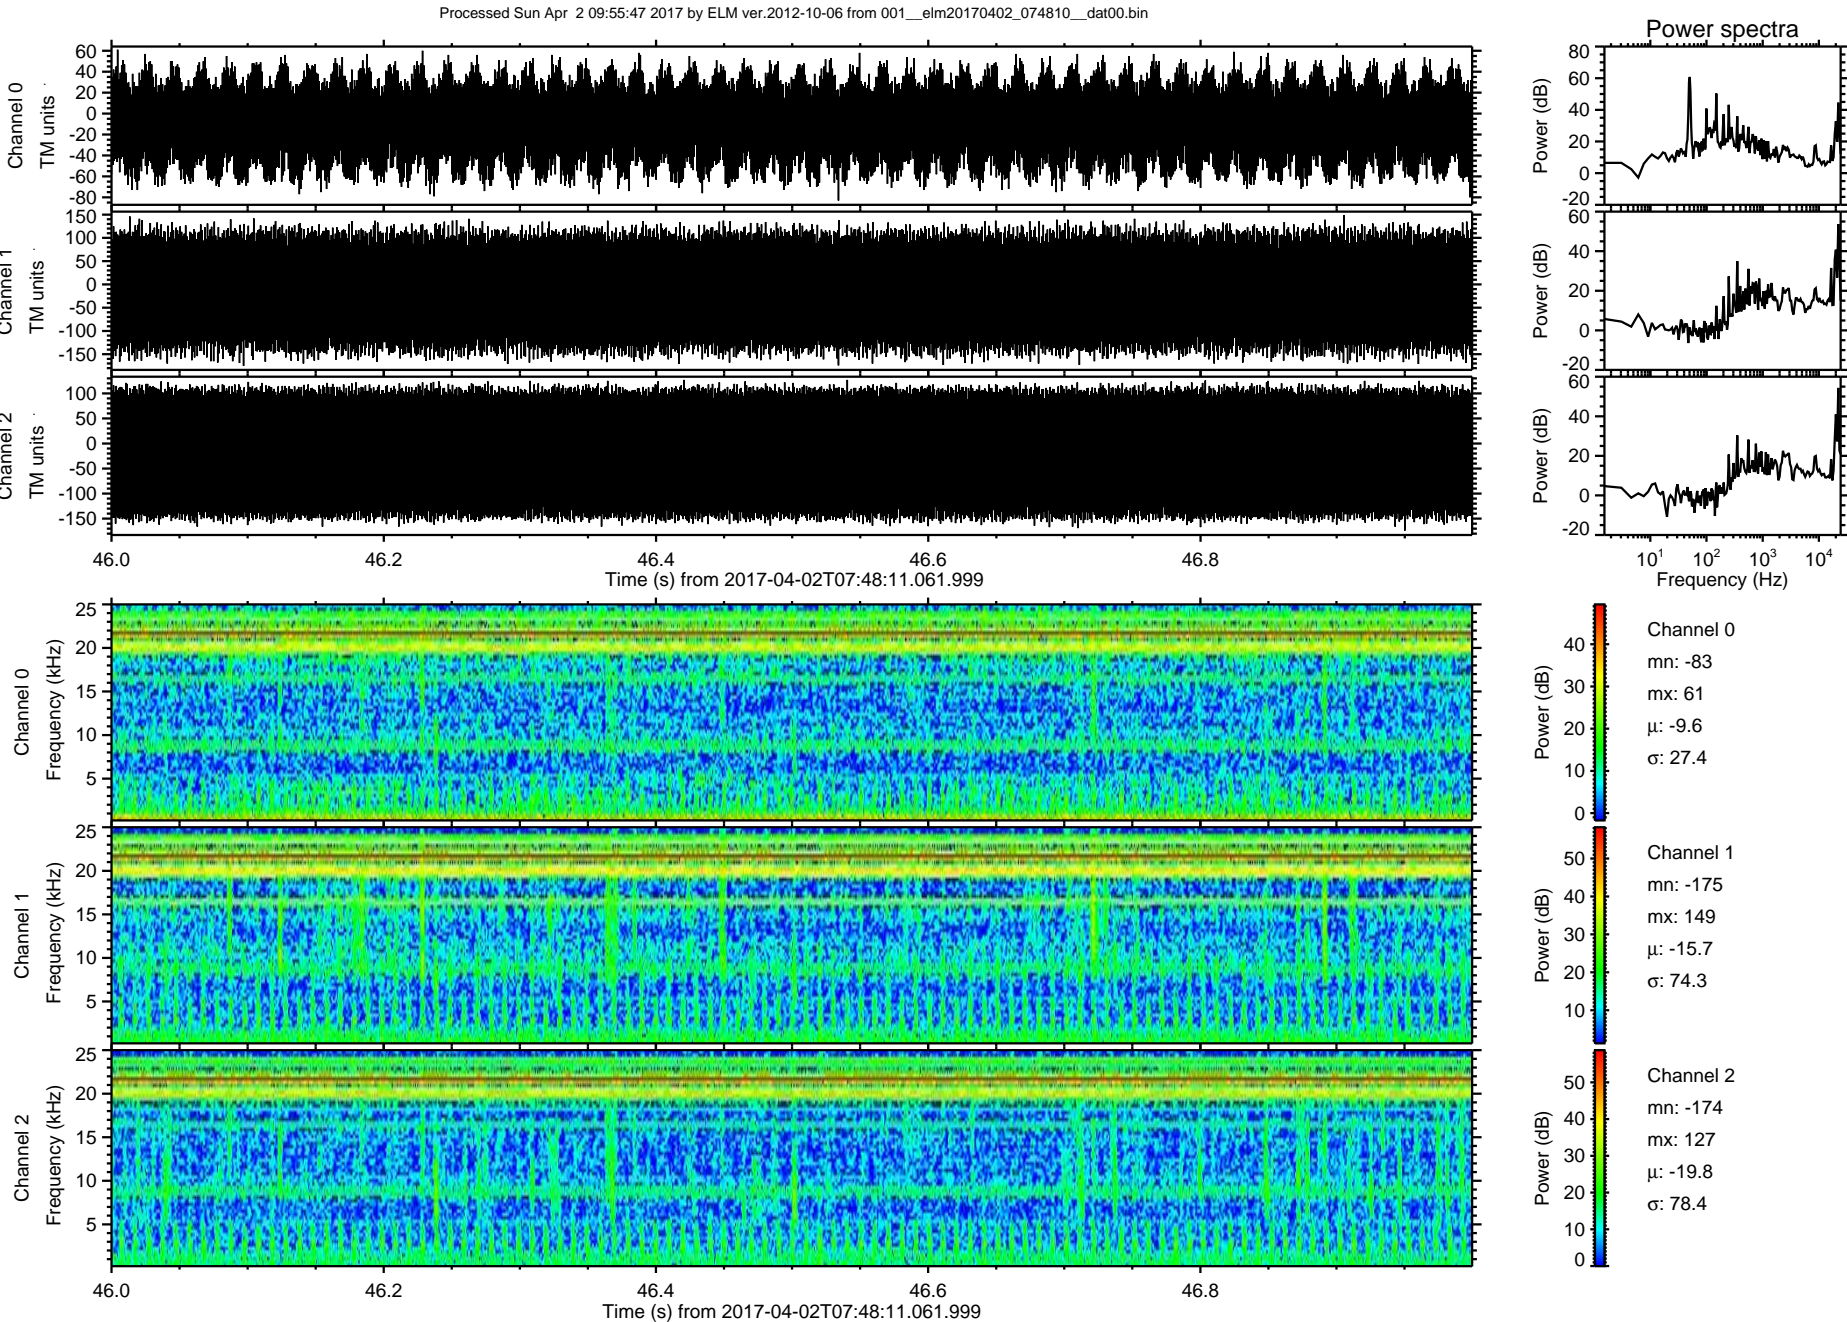 Processed Sun Apr 2 09:55:47 2017 by ELM ver.2012-10-06 from 001__elm20170402_074810__dat00.bin
Power spectra
Channel 0
TM units
60
40
20
0
-20
-40
-60
-80
Power (dB)
80
60
40
20
0
-20
Channel 1
TM units
150
100
50
0
-50
-100
-150
Power (dB)
60
40
20
0
-20
Channel 2
TM units
100
50
0
-50
-100
-150
Power (dB)
60
40
20
0
-20
46.0 46.2 46.4 46.6 46.8
Time (s) from 2017-04-02T07:48:11.061.999
10¹ 10² 10³ 10⁴
Frequency (Hz)
Channel 0
Frequency (kHz)
25
20
15
10
5
Power (dB)
40
30
20
10
0
Channel 0
mn: -83
mx: 61
μ: -9.6
σ: 27.4
Channel 1
Frequency (kHz)
25
20
15
10
5
Power (dB)
50
40
30
20
10
Channel 1
mn: -175
mx: 149
μ: -15.7
σ: 74.3
Channel 2
Frequency (kHz)
25
20
15
10
5
Power (dB)
50
40
30
20
10
0
Channel 2
mn: -174
mx: 127
μ: -19.8
σ: 78.4
46.0 46.2 46.4 46.6 46.8
Time (s) from 2017-04-02T07:48:11.061.999